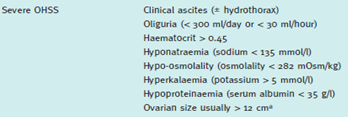 Severe OHSS Clinical ascites (± hydrothorax)
Oliguria (< 300 ml/day or < 30 ml/hour)
Haematocrit > 0.45
Hyponatraemia (sodium < 135 mmol/l)
Hypo-osmolality (osmolality < 282 mOsm/kg)
Hyperkalaemia (potassium > 5 mmol/l)
Hypoproteinaemia (serum albumin < 35 g/l)
Ovarian size usually > 12 cmᵃ